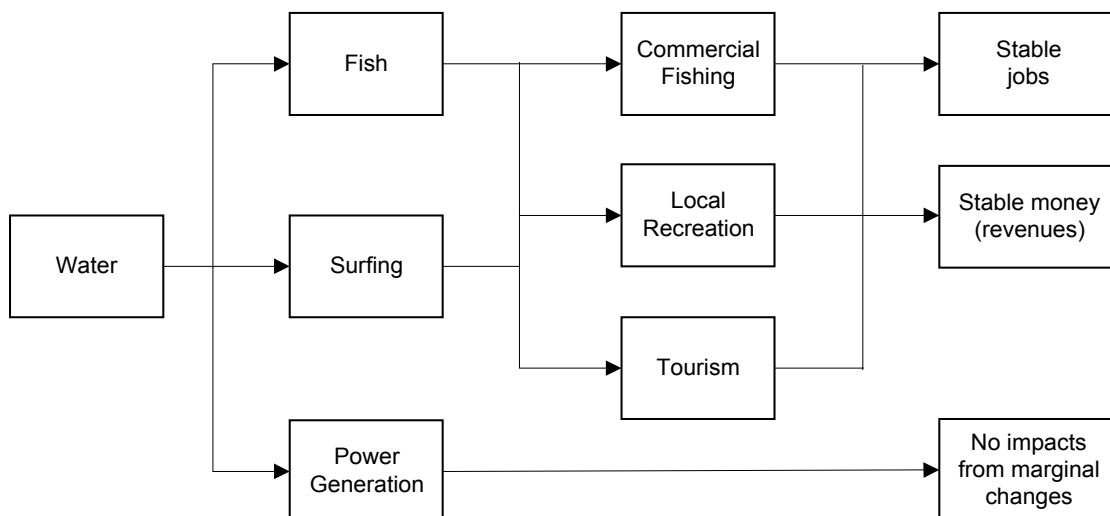 Fish
Commercial
Fishing
Stable
jobs
Water
Surfing
Local
Recreation
Stable money
(revenues)
Tourism
Power
Generation
No impacts
from marginal
changes